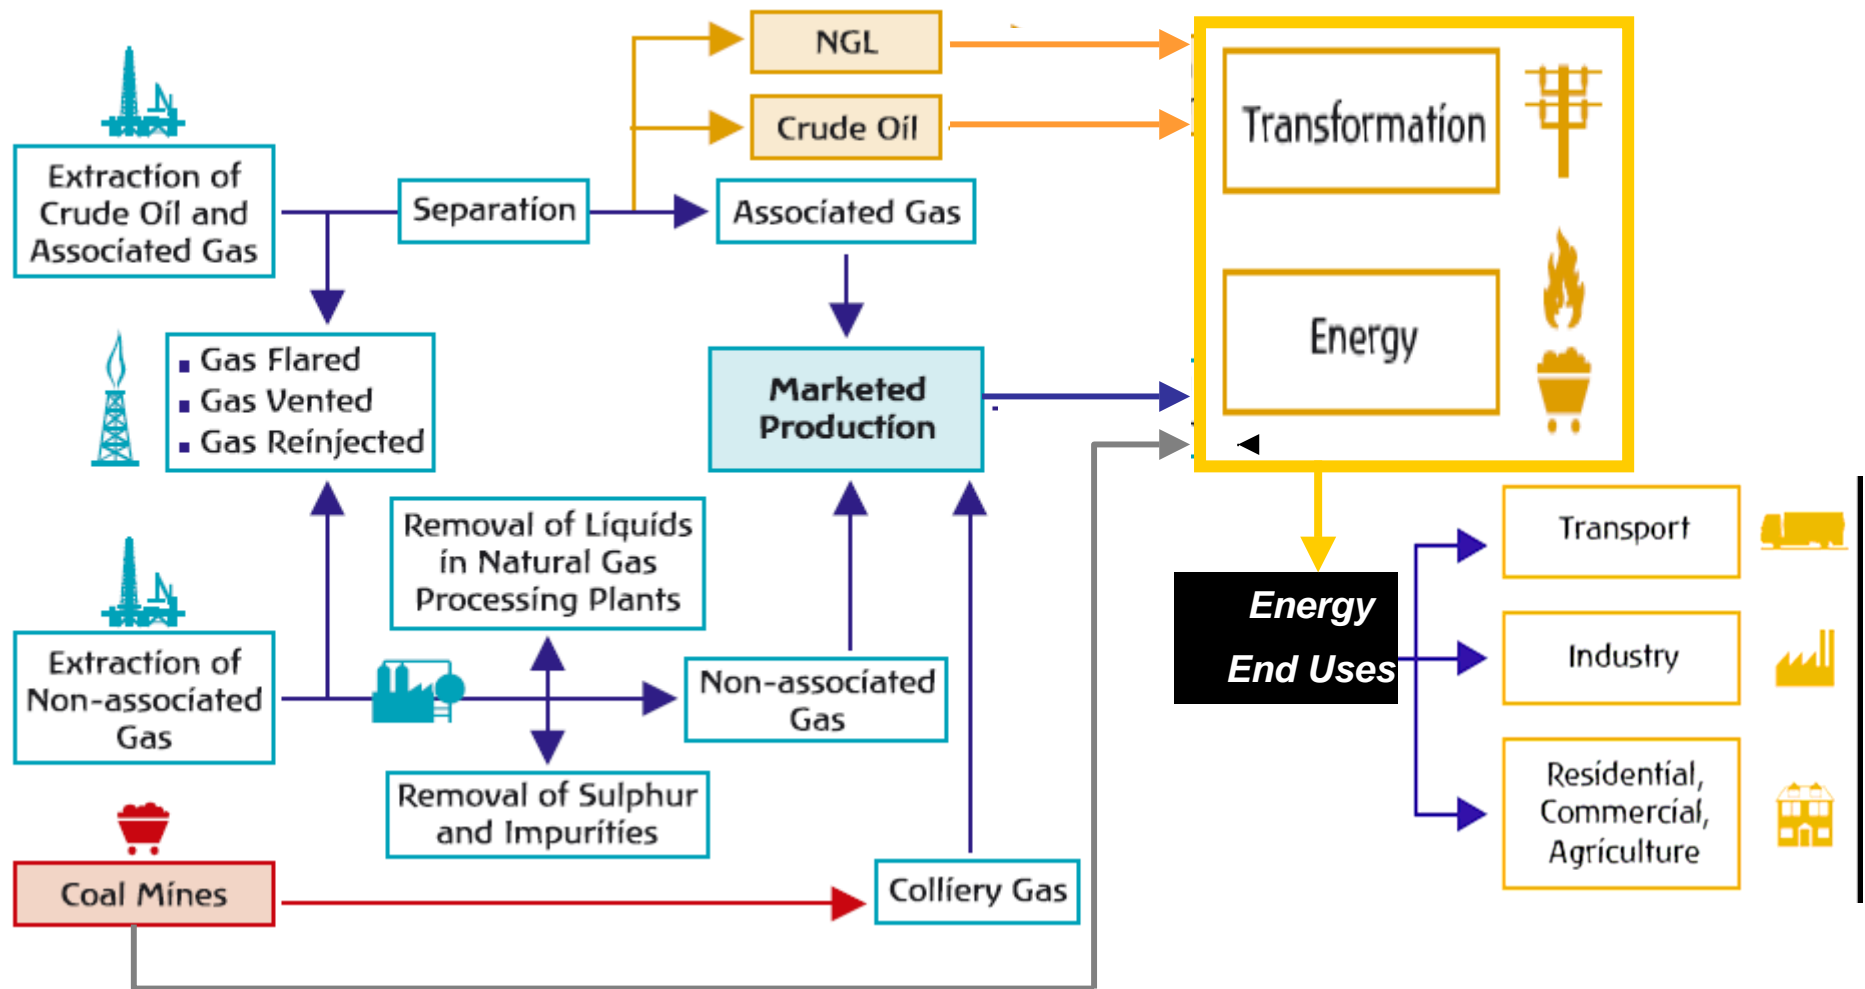 NGL
Crude Oil
Extraction of
Crude Oil and
Associated Gas
Separation
Associated Gas
Transformation
Energy
▪ Gas Flared
▪ Gas Vented
▪ Gas Reinjected
Marketed
Production
Removal of Liquids
in Natural Gas
Processing Plants
Extraction of
Non-associated
Gas
Non-associated
Gas
Removal of Sulphur
and Impurities
Coal Mines
Colliery Gas
Energy
End Uses
Transport
Industry
Residential,
Commercial,
Agriculture